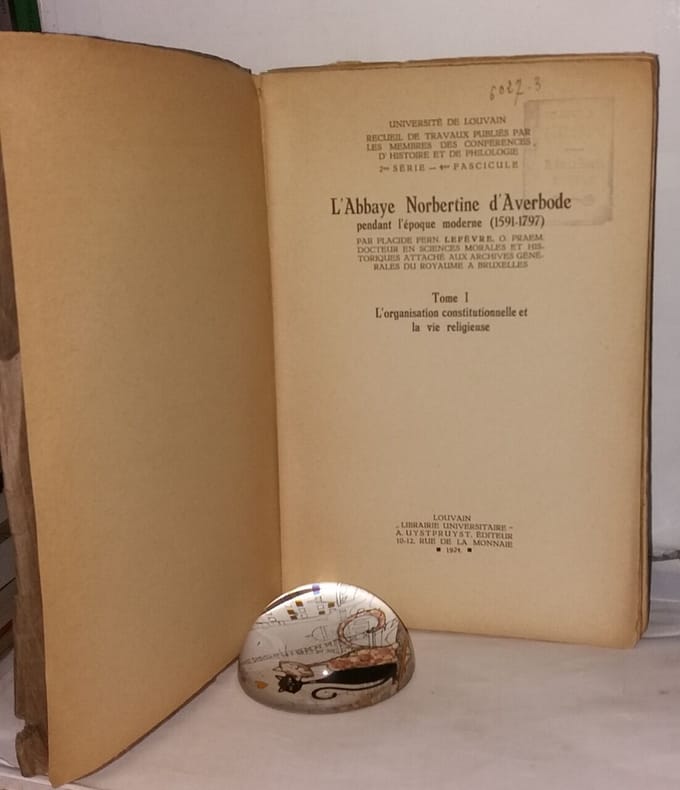 6027.3
UNIVERSITÉ DE LOUVAIN
RECUEIL DE TRAVAUX PUBLIÉS PAR
LES MEMBRES DES CONFÉRENCES
D'HISTOIRE ET DE PHILOLOGIE
2me SÉRIE — 4me FASCICULE
L'Abbaye Norbertine d'Averbode
pendant l'époque moderne (1591-1797)
PAR PLACIDE FERN. LEFÈVRE, O. PRAEM.
DOCTEUR EN SCIENCES MORALES ET HIS-
TORIQUES ATTACHÉ AUX ARCHIVES GÉNÉ-
RALES DU ROYAUME A BRUXELLES
Tome I
L'organisation constitutionnelle et
la vie religieuse
LOUVAIN
„LIBRAIRIE UNIVERSITAIRE"
A. UYSTPRUYST, ÉDITEUR
10-12, RUE DE LA MONNAIE
1924